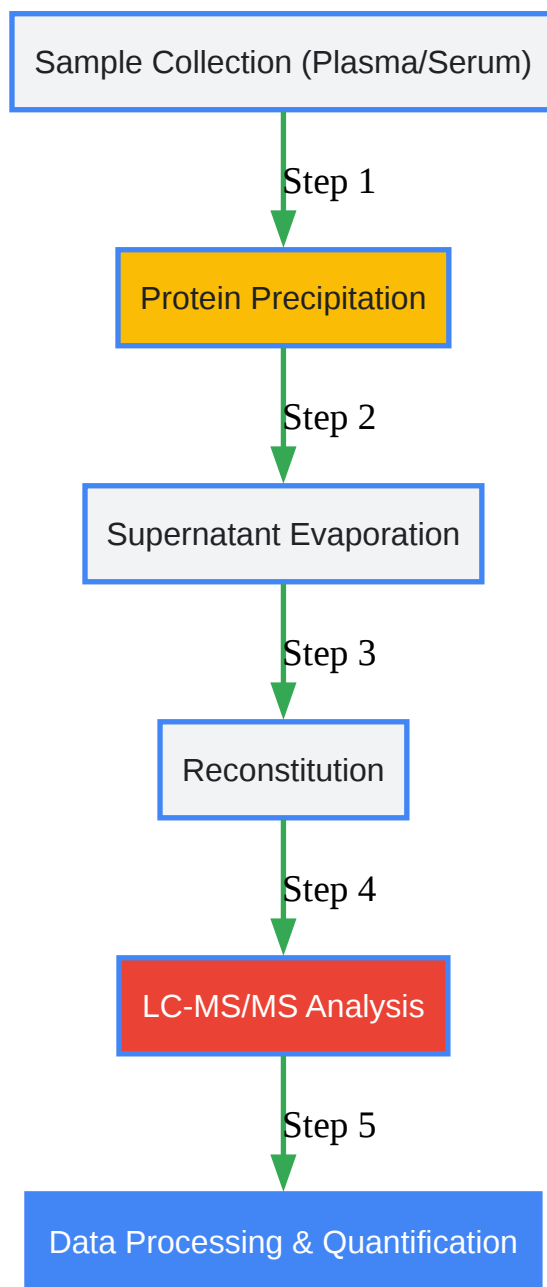 Sample Collection (Plasma/Serum)
Step 1
Protein Precipitation
Step 2
Supernatant Evaporation
Step 3
Reconstitution
Step 4
LC-MS/MS Analysis
Step 5
Data Processing & Quantification